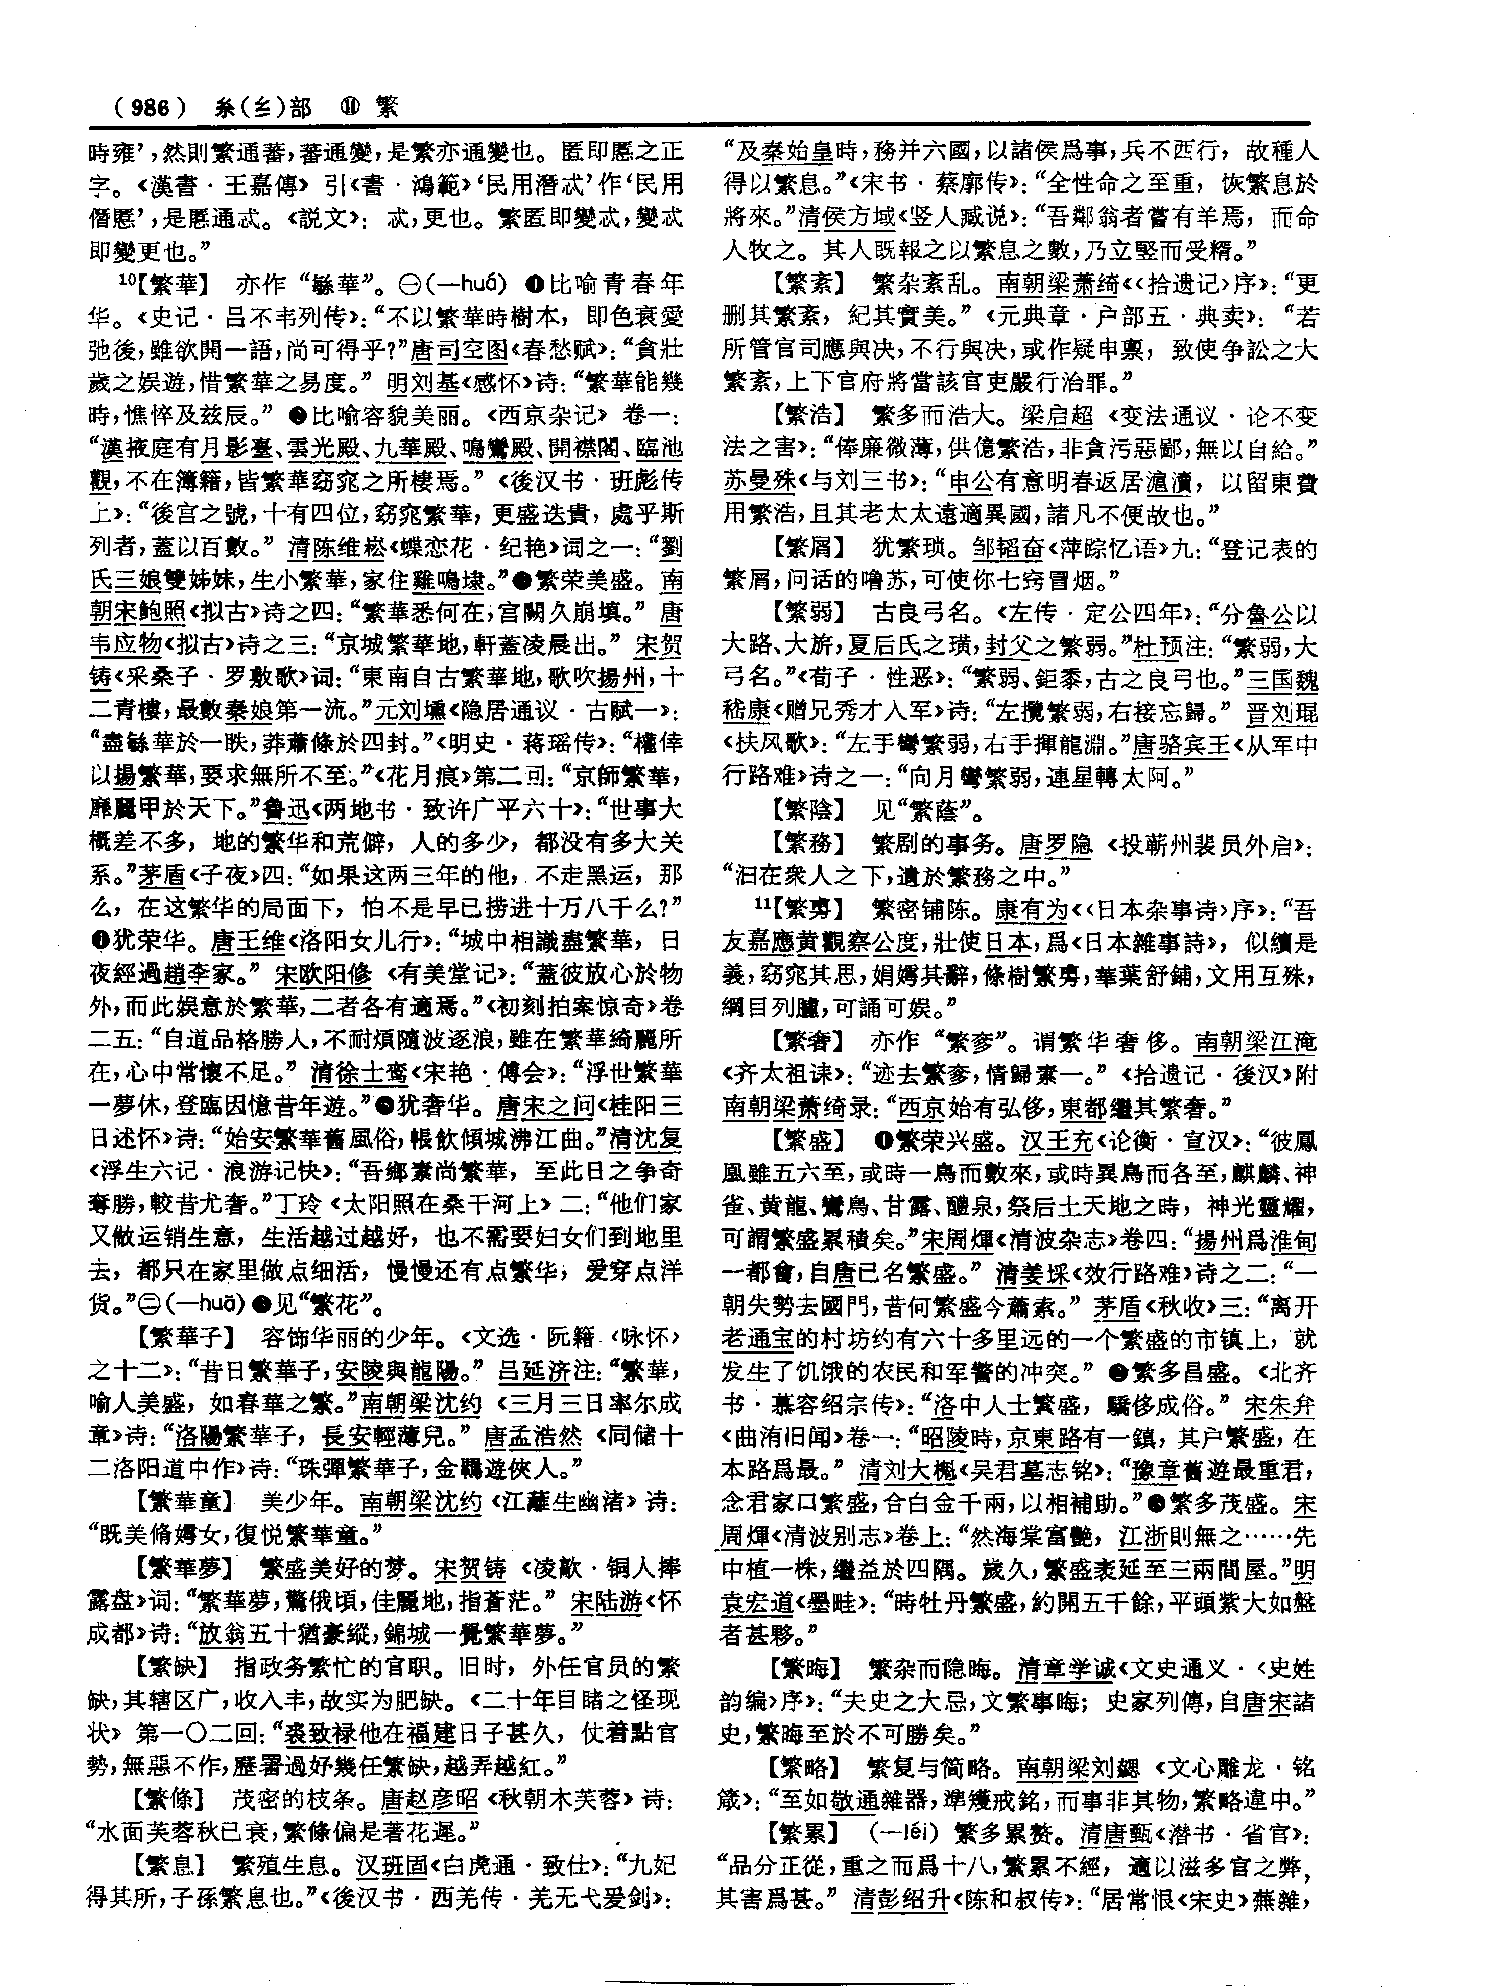 （986） 糸(纟)部 ⑪ 繁
時雍’，然則繁通蕃，蕃通變，是繁亦通變也。匿即慝之正
字。《漢書·王嘉傳》引《書·鴻範》‘民用潛忒’作‘民用
僭慝’，是慝通忒。《説文》：忒，更也。繁匿即變忒，變忒
即變更也。”
10【繁華】 亦作“緐華”。㊀(一huá) ❶比喻青春年
华。《史记·吕不韦列传》：“不以繁華時樹本，即色衰愛
弛後，雖欲開一語，尚可得乎？”唐司空图《春愁赋》：“貪壯
歲之娱遊，惜繁華之易度。”明刘基《感怀》诗：“繁華能幾
時，憔悴及兹辰。”❷比喻容貌美丽。《西京杂记》卷一：
“漢掖庭有月影臺、雲光殿、九華殿、鳴鸞殿、開襟閣、臨池
觀，不在簿籍，皆繁華窈窕之所棲焉。”《後汉书·班彪传
上》：“後宫之號，十有四位，窈窕繁華，更盛迭貴，處乎斯
列者，蓋以百數。”清陈维崧《蝶恋花·纪艳》词之一：“劉
氏三娘雙姊妹，生小繁華，家住雞鳴埭。”❸繁荣美盛。南
朝宋鲍照《拟古》诗之四：“繁華悉何在，宫闕久崩填。”唐
韦应物《拟古》诗之三：“京城繁華地，軒蓋凌晨出。”宋贺
铸《采桑子·罗敷歌》词：“東南自古繁華地，歌吹揚州，十
二青樓，最數秦娘第一流。”元刘壎《隐居通议·古赋一》：
“盡緐華於一眣，莽蕭條於四封。”《明史·蒋瑶传》：“權倖
以揚繁華，要求無所不至。”《花月痕》第二回：“京師繁華，
靡麗甲於天下。”鲁迅《两地书·致许广平六十》：“世事大
概差不多，地的繁华和荒僻，人的多少，都没有多大关
系。”茅盾《子夜》四：“如果这两三年的他，不走黑运，那
么，在这繁华的局面下，怕不是早已捞进十万八千么？”
❹犹荣华。唐王维《洛阳女儿行》：“城中相識盡繁華，日
夜經過趙李家。”宋欧阳修《有美堂记》：“蓋彼放心於物
外，而此娱意於繁華，二者各有適焉。”《初刻拍案惊奇》卷
二五：“自道品格勝人，不耐煩隨波逐浪，雖在繁華綺麗所
在，心中常懷不足。”清徐士鸾《宋艳·傅会》：“浮世繁華
一夢休，登臨因憶昔年遊。”❺犹奢华。唐宋之问《桂阳三
日述怀》诗：“始安繁華舊風俗，帳飲傾城沸江曲。”清沈复
《浮生六记·浪游记快》：“吾鄉素尚繁華，至此日之争奇
奪勝，較昔尤奢。”丁玲《太阳照在桑干河上》二：“他们家
又做运销生意，生活越过越好，也不需要妇女们到地里
去，都只在家里做点细活，慢慢还有点繁华，爱穿点洋
货。”㊁(一huā)❻见“繁花”。
【繁華子】 容饰华丽的少年。《文选·阮籍〈咏怀〉
之十二》：“昔日繁華子，安陵與龍陽。”吕延济注：“繁華，
喻人美盛，如春華之繁。”南朝梁沈约《三月三日率尔成
章》诗：“洛陽繁華子，長安輕薄兒。”唐孟浩然《同储十
二洛阳道中作》诗：“珠彈繁華子，金羈遊俠人。”
【繁華童】 美少年。南朝梁沈约《江蘺生幽渚》诗：
“既美脩嫮女，復悦繁華童。”
【繁華夢】 繁盛美好的梦。宋贺铸《凌歊·铜人捧
露盘》词：“繁華夢，驚俄頃，佳麗地，指蒼茫。”宋陆游《怀
成都》诗：“放翁五十猶豪縱，錦城一覺繁華夢。”
【繁缺】 指政务繁忙的官职。旧时，外任官员的繁
缺，其辖区广，收入丰，故实为肥缺。《二十年目睹之怪现
状》第一〇二回：“裘致禄他在福建日子甚久，仗着點官
勢，無惡不作，歷署過好幾任繁缺，越弄越紅。”
【繁條】 茂密的枝条。唐赵彦昭《秋朝木芙蓉》诗：
“水面芙蓉秋已衰，繁條偏是著花遲。”
【繁息】 繁殖生息。汉班固《白虎通·致仕》：“九妃
得其所，子孫繁息也。”《後汉书·西羌传·羌无弋爰剑》：
“及秦始皇時，務并六國，以諸侯爲事，兵不西行，故種人
得以繁息。”《宋书·蔡廓传》：“全性命之至重，恢繁息於
將來。”清侯方域《竖人臧说》：“吾鄰翁者嘗有羊焉，而命
人牧之。其人既報之以繁息之數，乃立竪而受精。”
【繁紊】 繁杂紊乱。南朝梁萧绮《〈拾遗记〉序》：“更
删其繁紊，紀其實美。”《元典章·户部五·典卖》：“若
所管官司應與决，不行與决，或作疑申禀，致使争訟之大
繁紊，上下官府將當該官吏嚴行治罪。”
【繁浩】 繁多而浩大。梁启超《变法通议·论不变
法之害》：“俸廉微薄，供億繁浩，非貪污惡鄙，無以自給。”
苏曼殊《与刘三书》：“申公有意明春返居滬瀆，以留東費
用繁浩，且其老太太遠適異國，諸凡不便故也。”
【繁屑】 犹繁琐。邹韬奋《萍踪忆语》九：“登记表的
繁屑，问话的噜苏，可使你七窍冒烟。”
【繁弱】 古良弓名。《左传·定公四年》：“分魯公以
大路、大旂，夏后氏之璜，封父之繁弱。”杜预注：“繁弱，大
弓名。”《荀子·性恶》：“繁弱、鉅黍，古之良弓也。”三国魏
嵇康《赠兄秀才入军》诗：“左攬繁弱，右接忘歸。”晋刘琨
《扶风歌》：“左手彎繁弱，右手揮龍淵。”唐骆宾王《从军中
行路难》诗之一：“向月彎繁弱，連星轉太阿。”
【繁陰】 见“繁蔭”。
【繁務】 繁剧的事务。唐罗隐《投蕲州裴员外启》：
“汩在衆人之下，遺於繁務之中。”
11【繁旉】 繁密铺陈。康有为《〈日本杂事诗〉序》：“吾
友嘉應黄觀察公度，壯使日本，爲《日本雜事詩》，似續是
義，窈窕其思，娟嫮其辭，條樹繁旉，華葉舒鋪，文用互殊，
綱目列臚，可誦可娱。”
【繁奢】 亦作“繁奓”。谓繁华奢侈。南朝梁江淹
《齐太祖诔》：“迹去繁奓，情歸素一。”《拾遗记·後汉》附
南朝梁萧绮录：“西京始有弘侈，東都繼其繁奢。”
【繁盛】 ❶繁荣兴盛。汉王充《论衡·宣汉》：“彼鳳
凰雖五六至，或時一鳥而數來，或時異鳥而各至，麒麟、神
雀、黄龍、鸞鳥、甘露、醴泉，祭后土天地之時，神光靈耀，
可謂繁盛累積矣。”宋周煇《清波杂志》卷四：“揚州爲淮甸
一都會，自唐已名繁盛。”清姜埰《效行路难》诗之二：“一
朝失勢去國門，昔何繁盛今蕭索。”茅盾《秋收》三：“离开
老通宝的村坊约有六十多里远的一个繁盛的市镇上，就
发生了饥饿的农民和军警的冲突。”❷繁多昌盛。《北齐
书·慕容绍宗传》：“洛中人士繁盛，驕侈成俗。”宋朱弁
《曲洧旧闻》卷一：“昭陵時，京東路有一鎮，其户繁盛，在
本路爲最。”清刘大櫆《吴君墓志铭》：“豫章舊遊最重君，
念君家口繁盛，合白金千兩，以相補助。”❸繁多茂盛。宋
周煇《清波别志》卷上：“然海棠富艷，江浙則無之……先
中植一株，繼益於四隅。歲久，繁盛袤延至三兩間屋。”明
袁宏道《墨畦》：“時牡丹繁盛，約開五千餘，平頭紫大如盤
者甚夥。”
【繁晦】 繁杂而隐晦。清章学诚《文史通义·〈史姓
韵编〉序》：“夫史之大忌，文繁事晦；史家列傳，自唐宋諸
史，繁晦至於不可勝矣。”
【繁略】 繁复与简略。南朝梁刘勰《文心雕龙·铭
箴》：“至如敬通雜器，準矱戒銘，而事非其物，繁略違中。”
【繁累】 (一léi) 繁多累赘。清唐甄《潜书·省官》：
“品分正從，重之而爲十八，繁累不經，適以滋多官之弊，
其害爲甚。”清彭绍升《陈和叔传》：“居常恨《宋史》蕪雜，